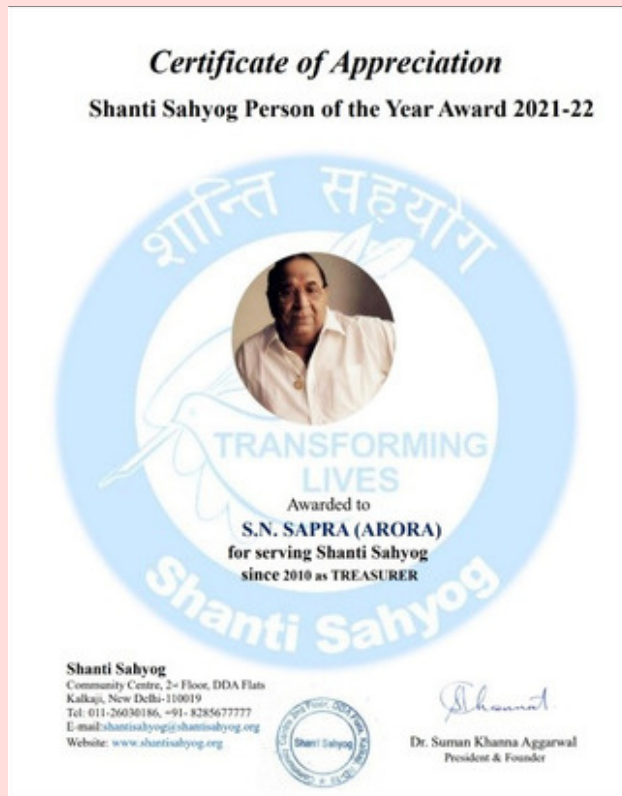 Certificate of Appreciation
Shanti Sahyog Person of the Year Award 2021-22
शान्ति सहयोग
TRANSFORMING
LIVES
Awarded to
S.N. SAPRA (ARORA)
for serving Shanti Sahyog
since 2010 as TREASURER
Shanti Sahyog
Shanti Sahyog
Community Centre, 2ⁿᵈ Floor, DDA Flats
Kalkaji, New Delhi-110019
Tel: 011-26030186, +91- 8285677777
E-mail:shantisahyog@shantisahyog.org
Website: www.shantisahyog.org
Shanti Sahyog
Dr. Suman Khanna Aggarwal
President & Founder